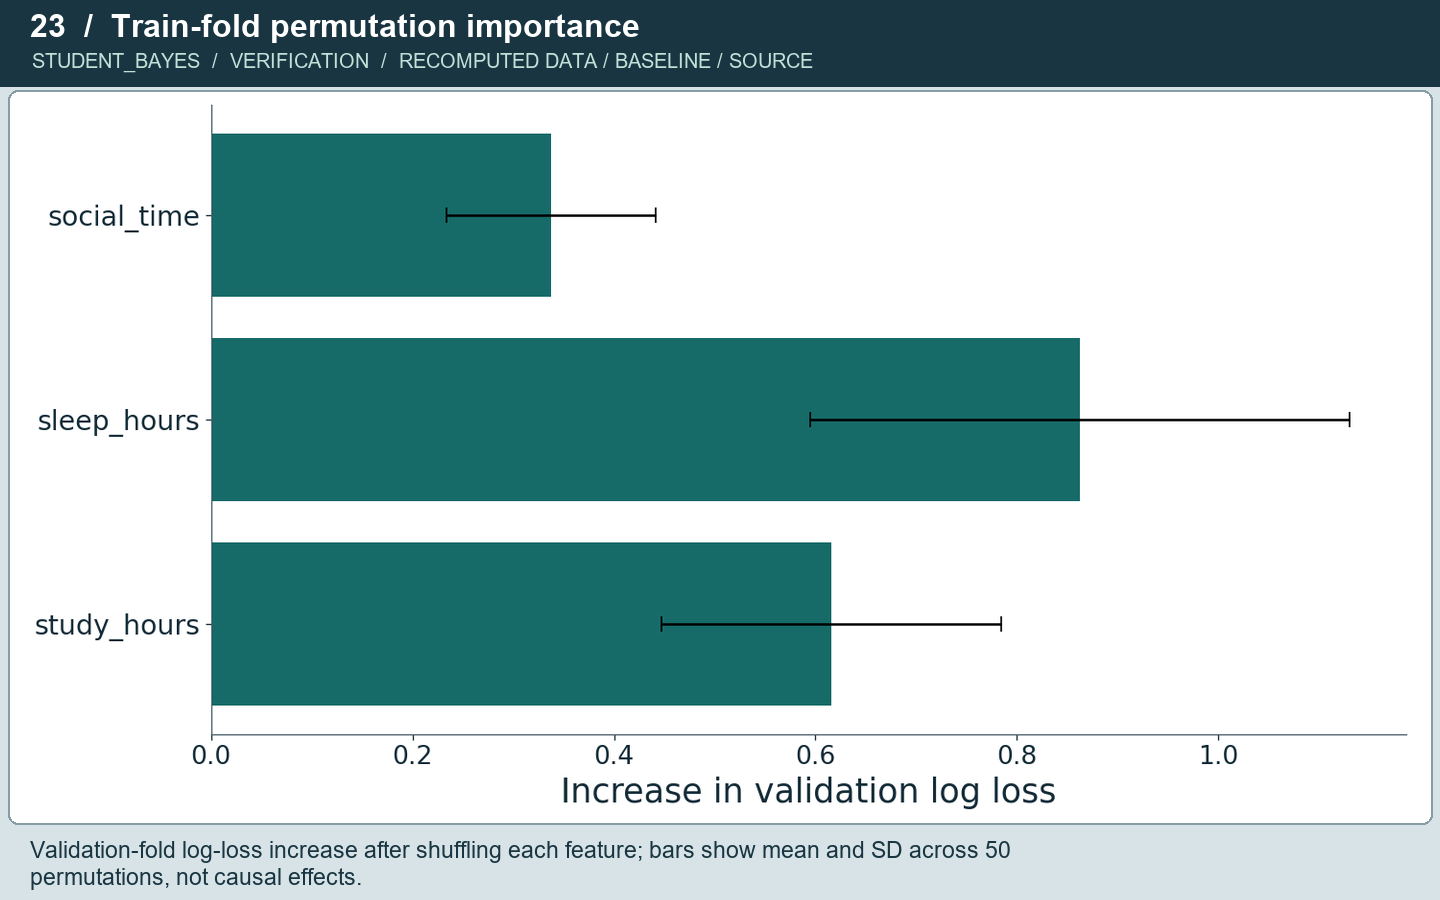 23 / Train-fold permutation importance
STUDENT_BAYES / VERIFICATION / RECOMPUTED DATA / BASELINE / SOURCE
social_time
sleep_hours
study_hours
0.0 0.2 0.4 0.6 0.8 1.0
Increase in validation log loss
Validation-fold log-loss increase after shuffling each feature; bars show mean and SD across 50
permutations, not causal effects.